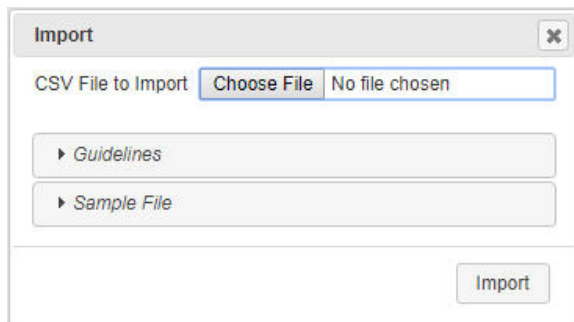 Import
CSV File to Import Choose File No file chosen
Guidelines
Sample File
Import